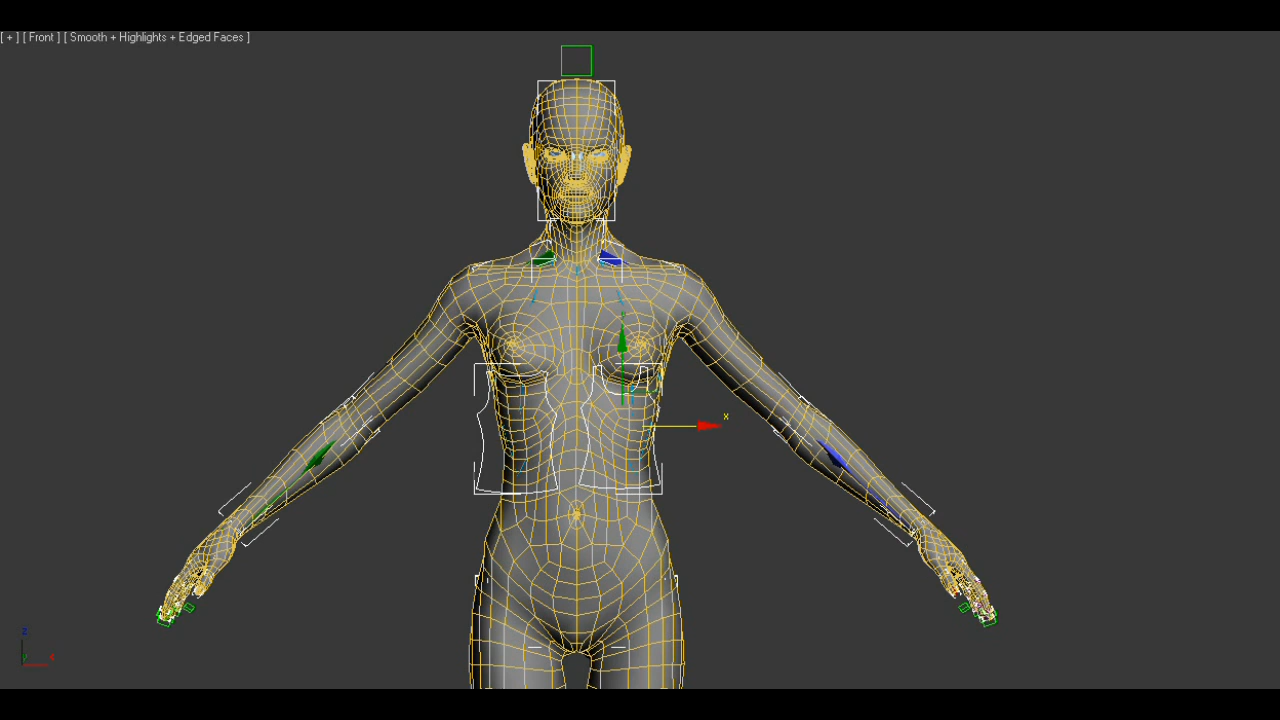 [ + ] [ Front ] [ Smooth + Highlights + Edged Faces ]
x
z
y
x